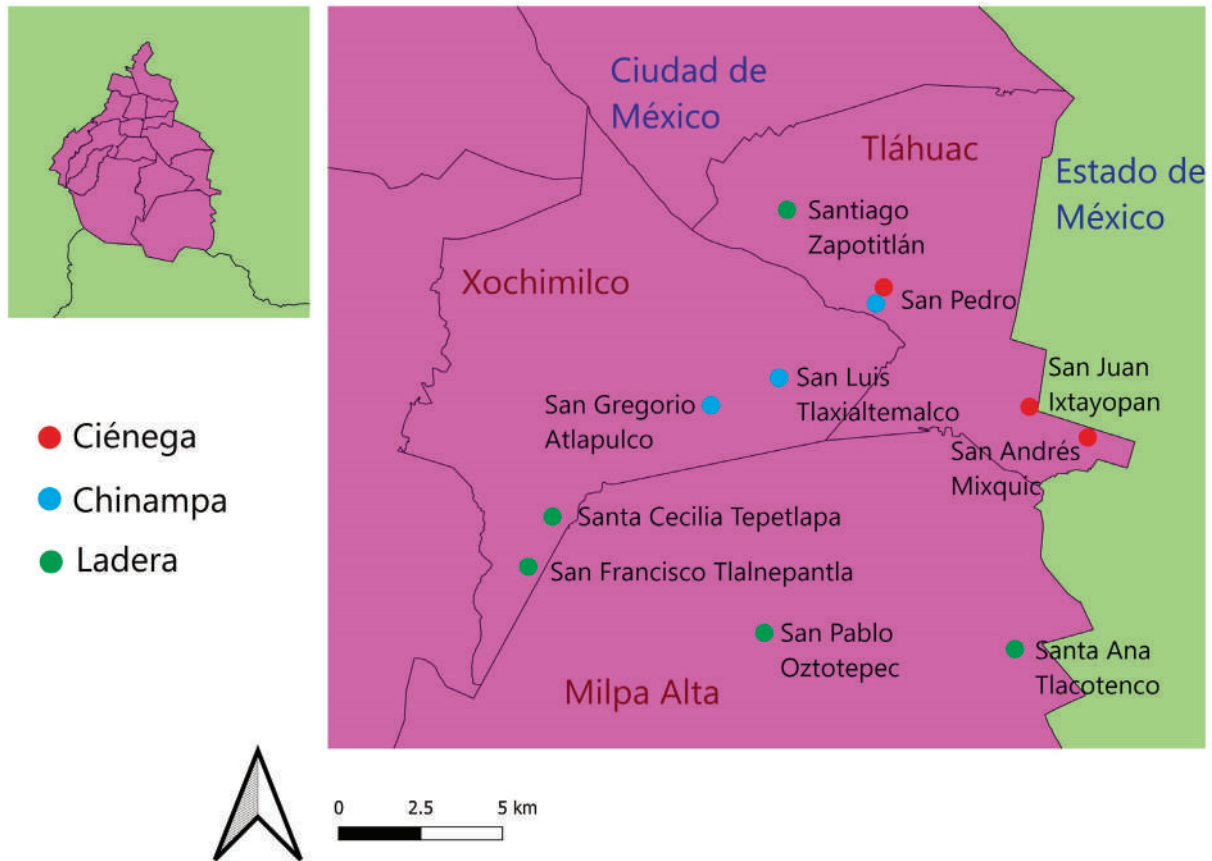 Ciudad de
México
Tláhuac
Estado de
México
Santiago
Zapotitlán
Xochimilco
San Pedro
San Juan
Ixtayopan
San Luis
Tlaxialtemalco
San Gregorio
Atlapulco
San Andrés
Mixquic
Santa Cecilia Tepetlapa
San Francisco Tlalnepantla
San Pablo
Oztotepec
Santa Ana
Tlacotenco
Milpa Alta
Ciénega
Chinampa
Ladera
0 2.5 5 km